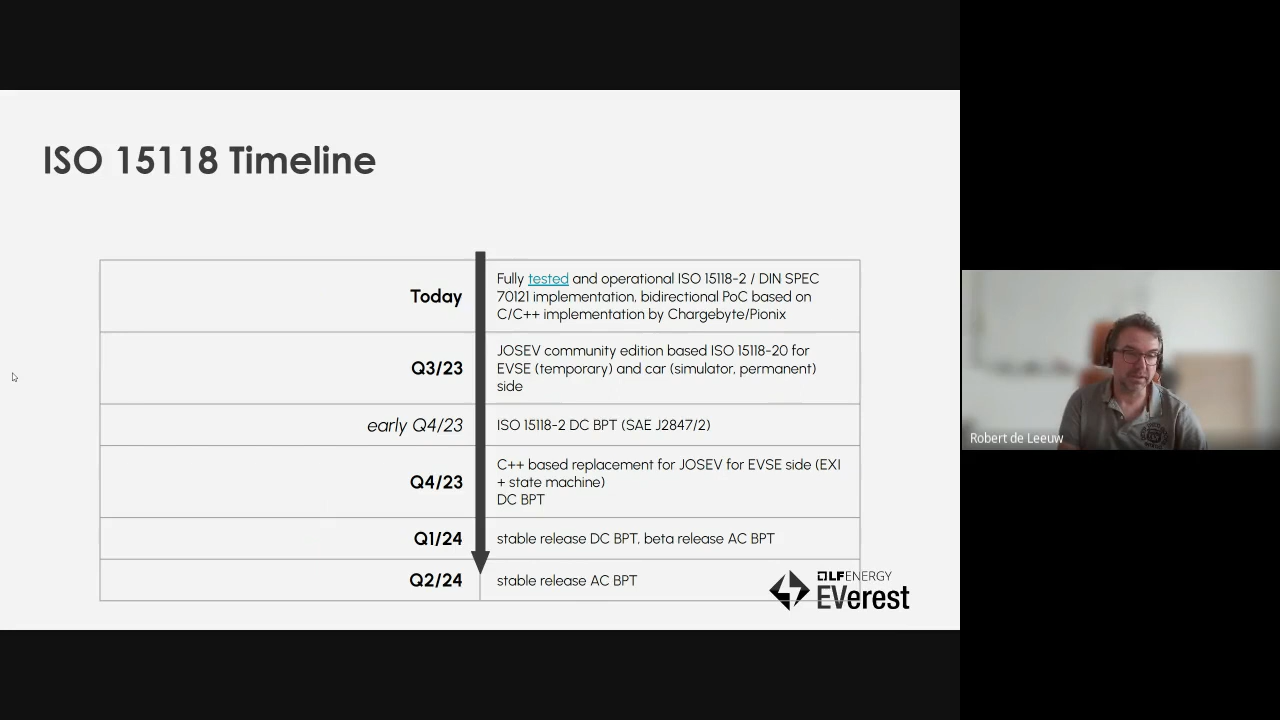 ISO 15118 Timeline
Today
Fully tested and operational ISO 15118-2 / DIN SPEC
70121 implementation, bidirectional PoC based on
C/C++ implementation by Chargebyte/Pionix
Q3/23
JOSEV community edition based ISO 15118-20 for
EVSE (temporary) and car (simulator, permanent)
side
early Q4/23
ISO 15118-2 DC BPT (SAE J2847/2)
Q4/23
C++ based replacement for JOSEV for EVSE side (EXI
+ state machine)
DC BPT
Q1/24
stable release DC BPT, beta release AC BPT
Q2/24
stable release AC BPT
LFENERGY
EVerest
Robert de Leeuw